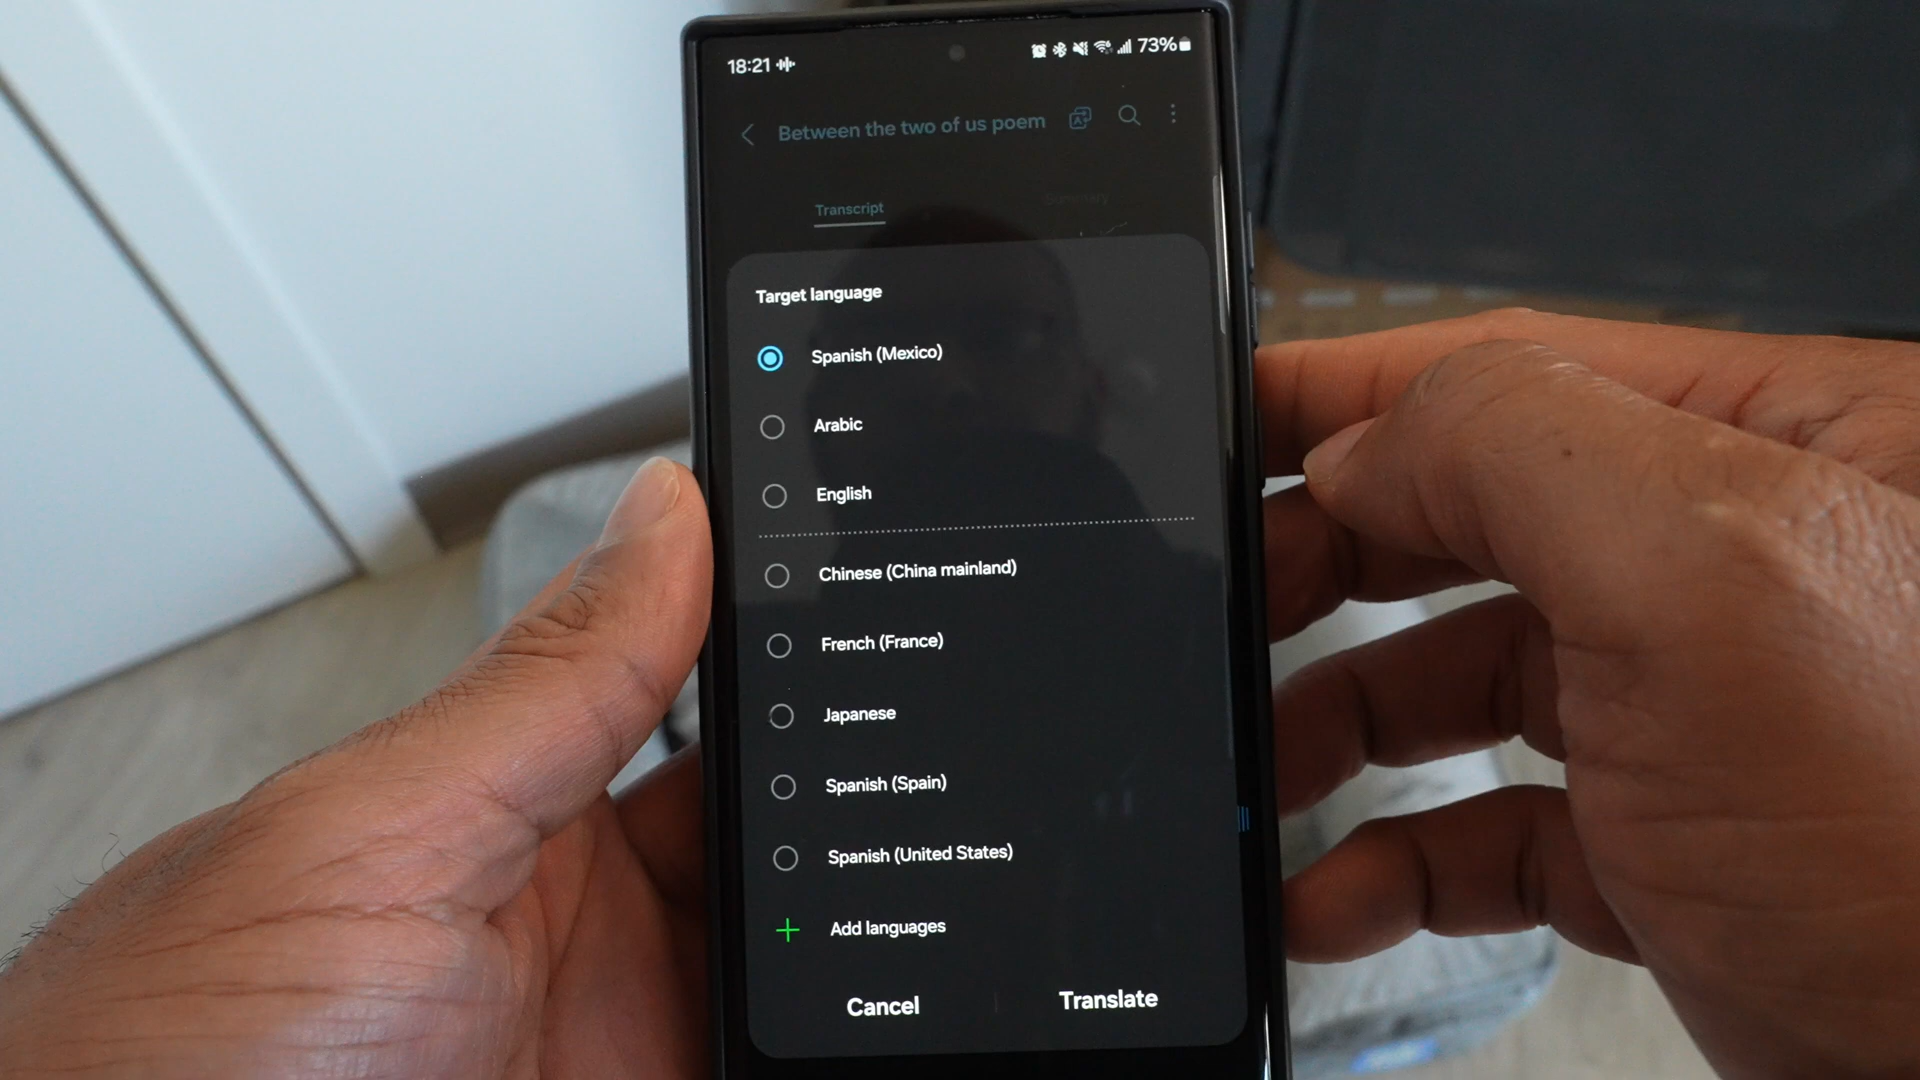 18:21
73%
Between the two of us poem
Transcript
Summary
Target language
Spanish (Mexico)
Arabic
English
Chinese (China mainland)
French (France)
Japanese
Spanish (Spain)
Spanish (United States)
Add languages
Cancel
Translate